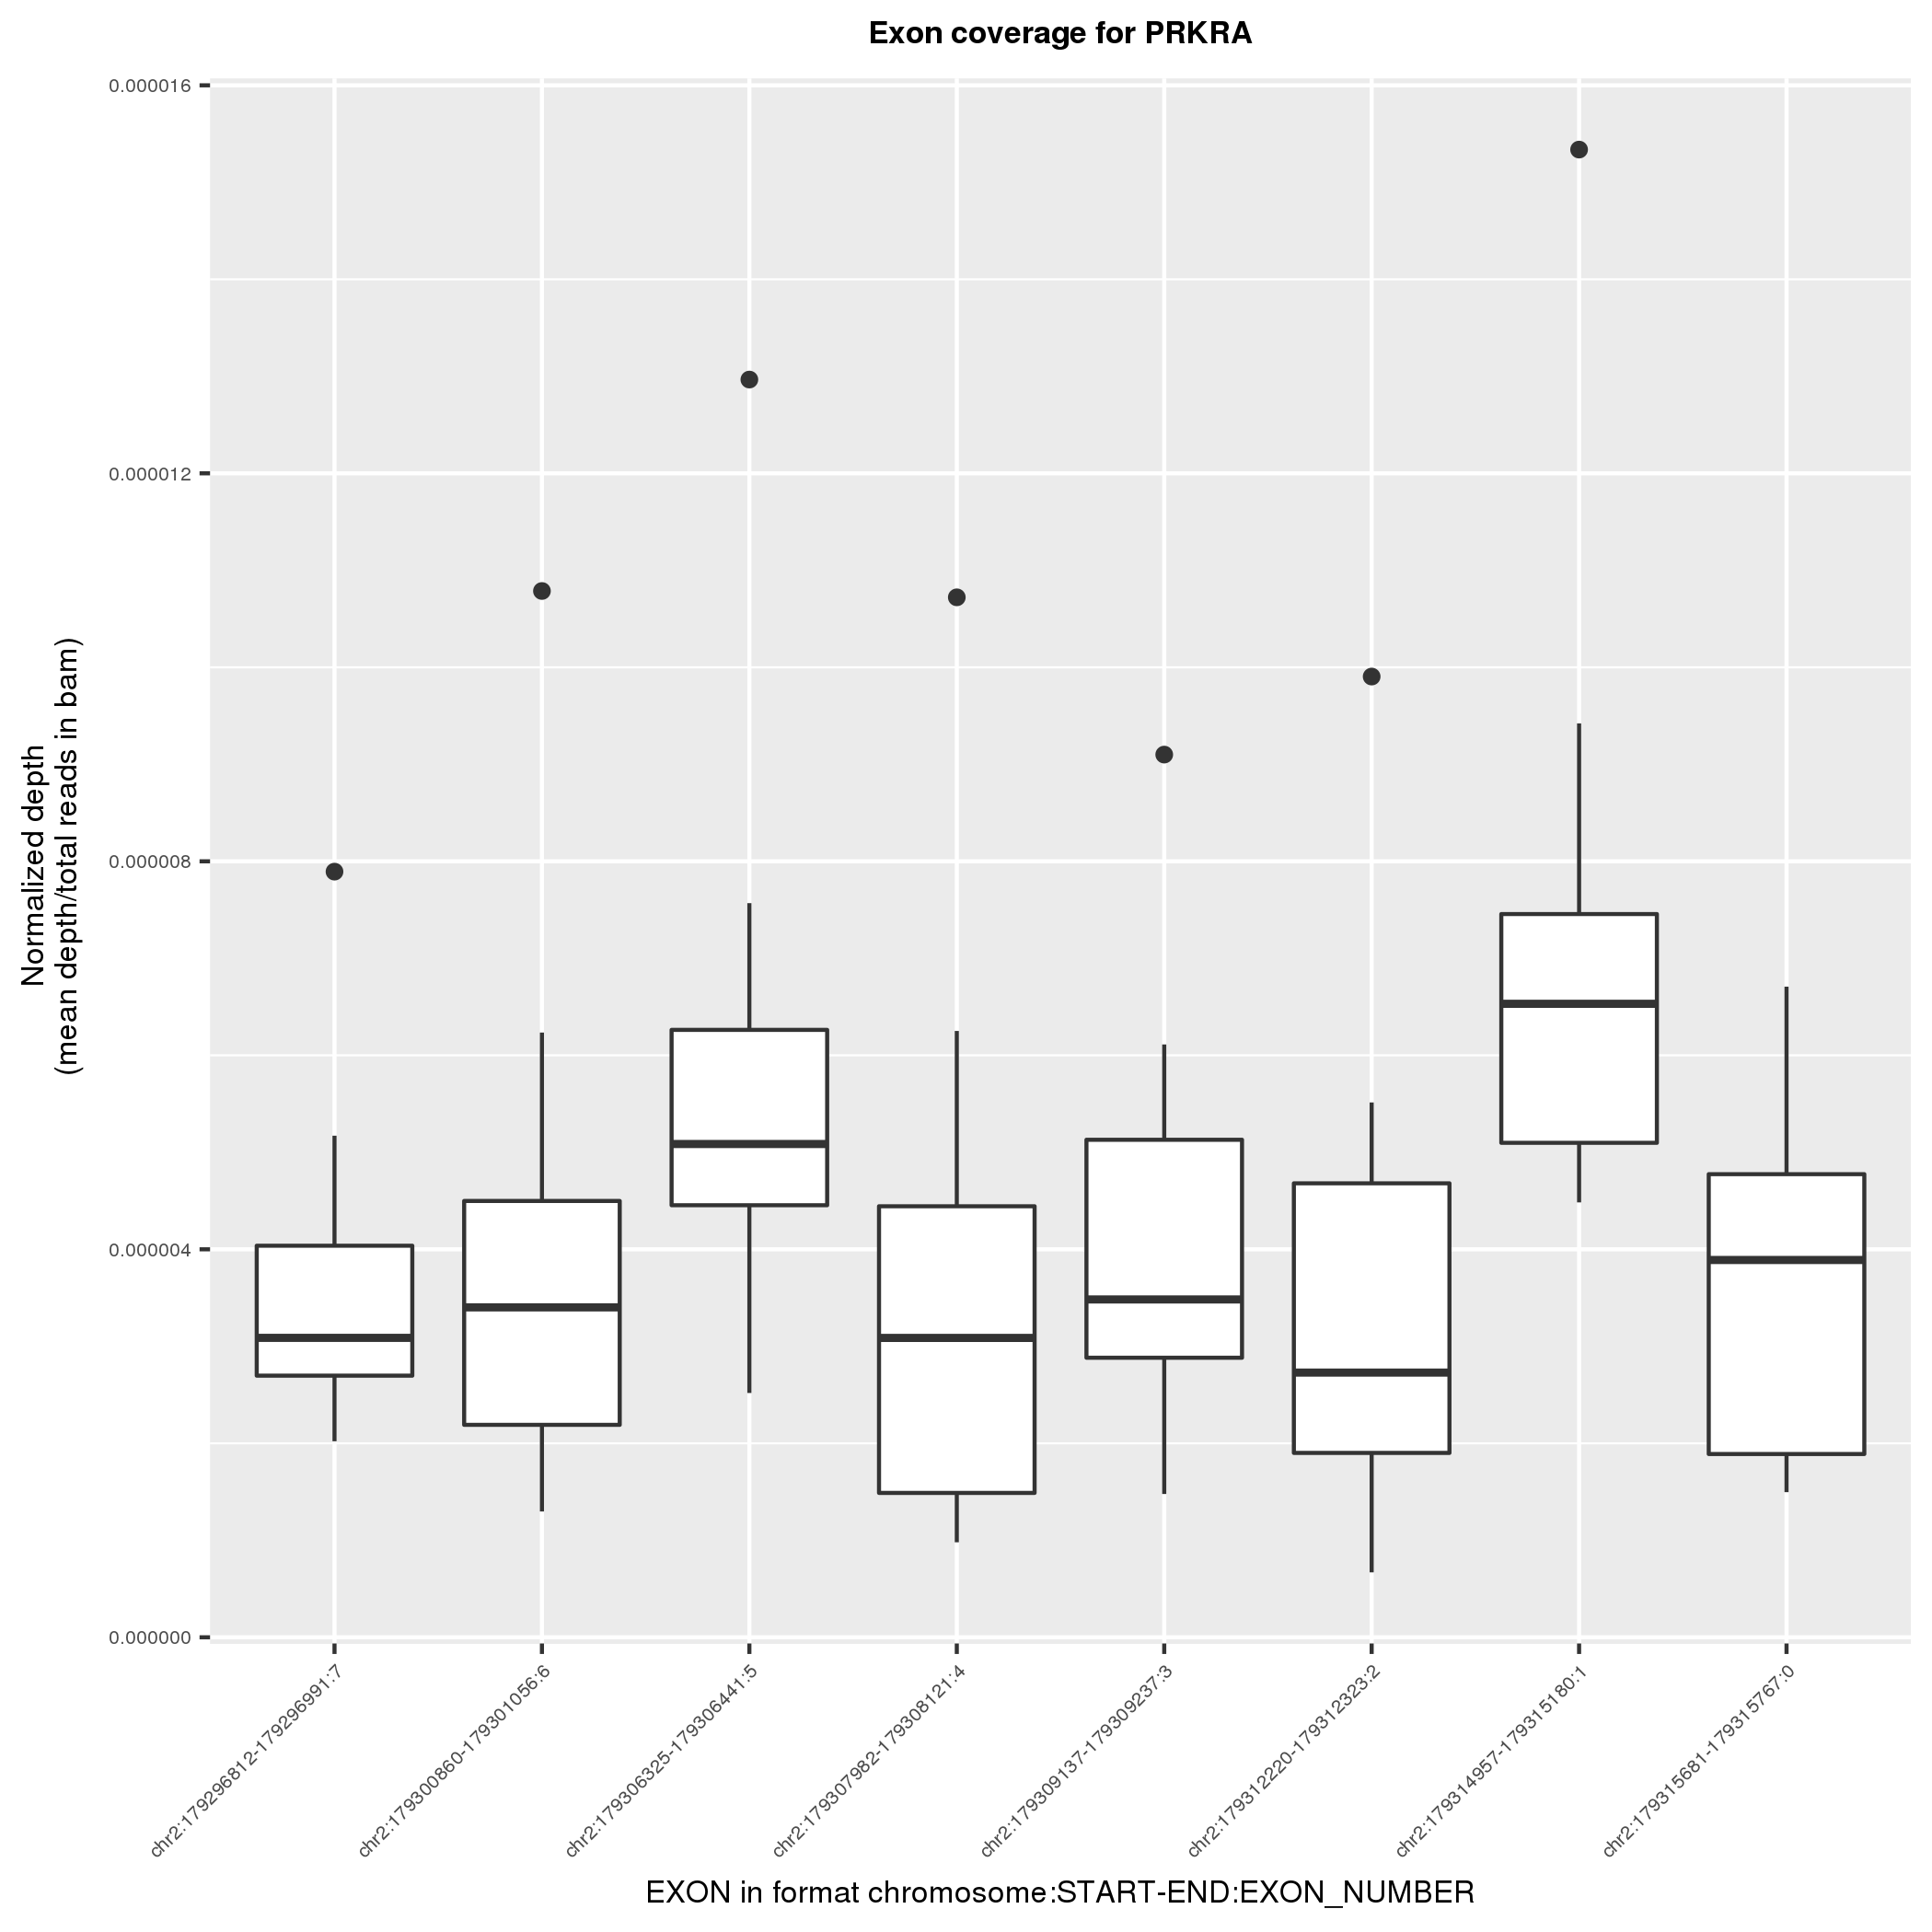 Exon coverage for PRKRA
0.000016
0.000012
0.000008
0.000004
0.000000
Normalized depth
(mean depth/total reads in bam)
chr2:179296812-179296991:7
chr2:179300860-179301056:6
chr2:179306325-179306441:5
chr2:179307982-179308121:4
chr2:179309137-179309237:3
chr2:179312220-179312323:2
chr2:179314957-179315180:1
chr2:179315681-179315767:0
EXON in format chromosome:START-END:EXON_NUMBER